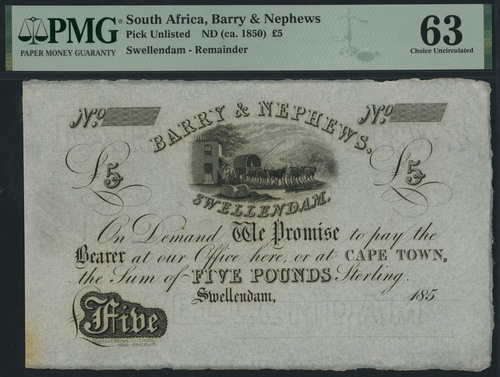 PMG
PAPER MONEY GUARANTY
South Africa, Barry & Nephews
Pick Unlisted ND (ca. 1850) £5
Swellendam - Remainder
63
Choice Uncirculated
No.
No.
BARRY & NEPHEWS.
SWELLENDAM.
£5
£5
On Demand We Promise to pay the
Bearer at our Office here, or at CAPE TOWN,
the Sum of FIVE POUNDS Sterling.
Swellendam, 185
Five